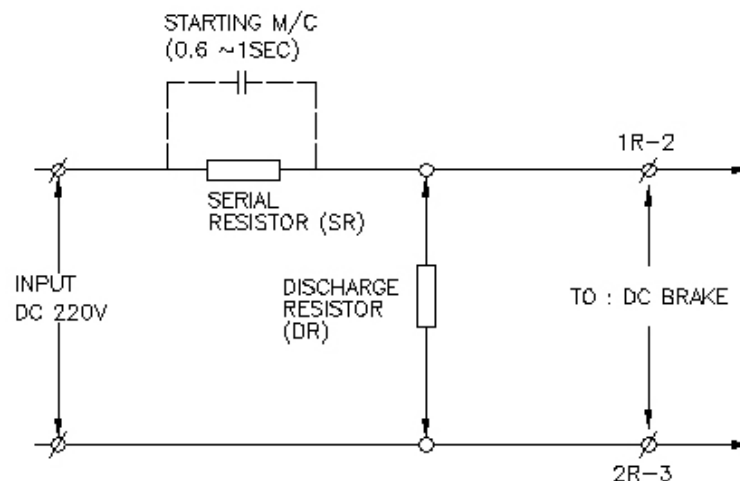 STARTING M/C
(0.6 ~1SEC)
1R-2
SERIAL
RESISTOR (SR)
INPUT
DC 220V
DISCHARGE
RESISTOR
(DR)
TO : DC BRAKE
2R-3